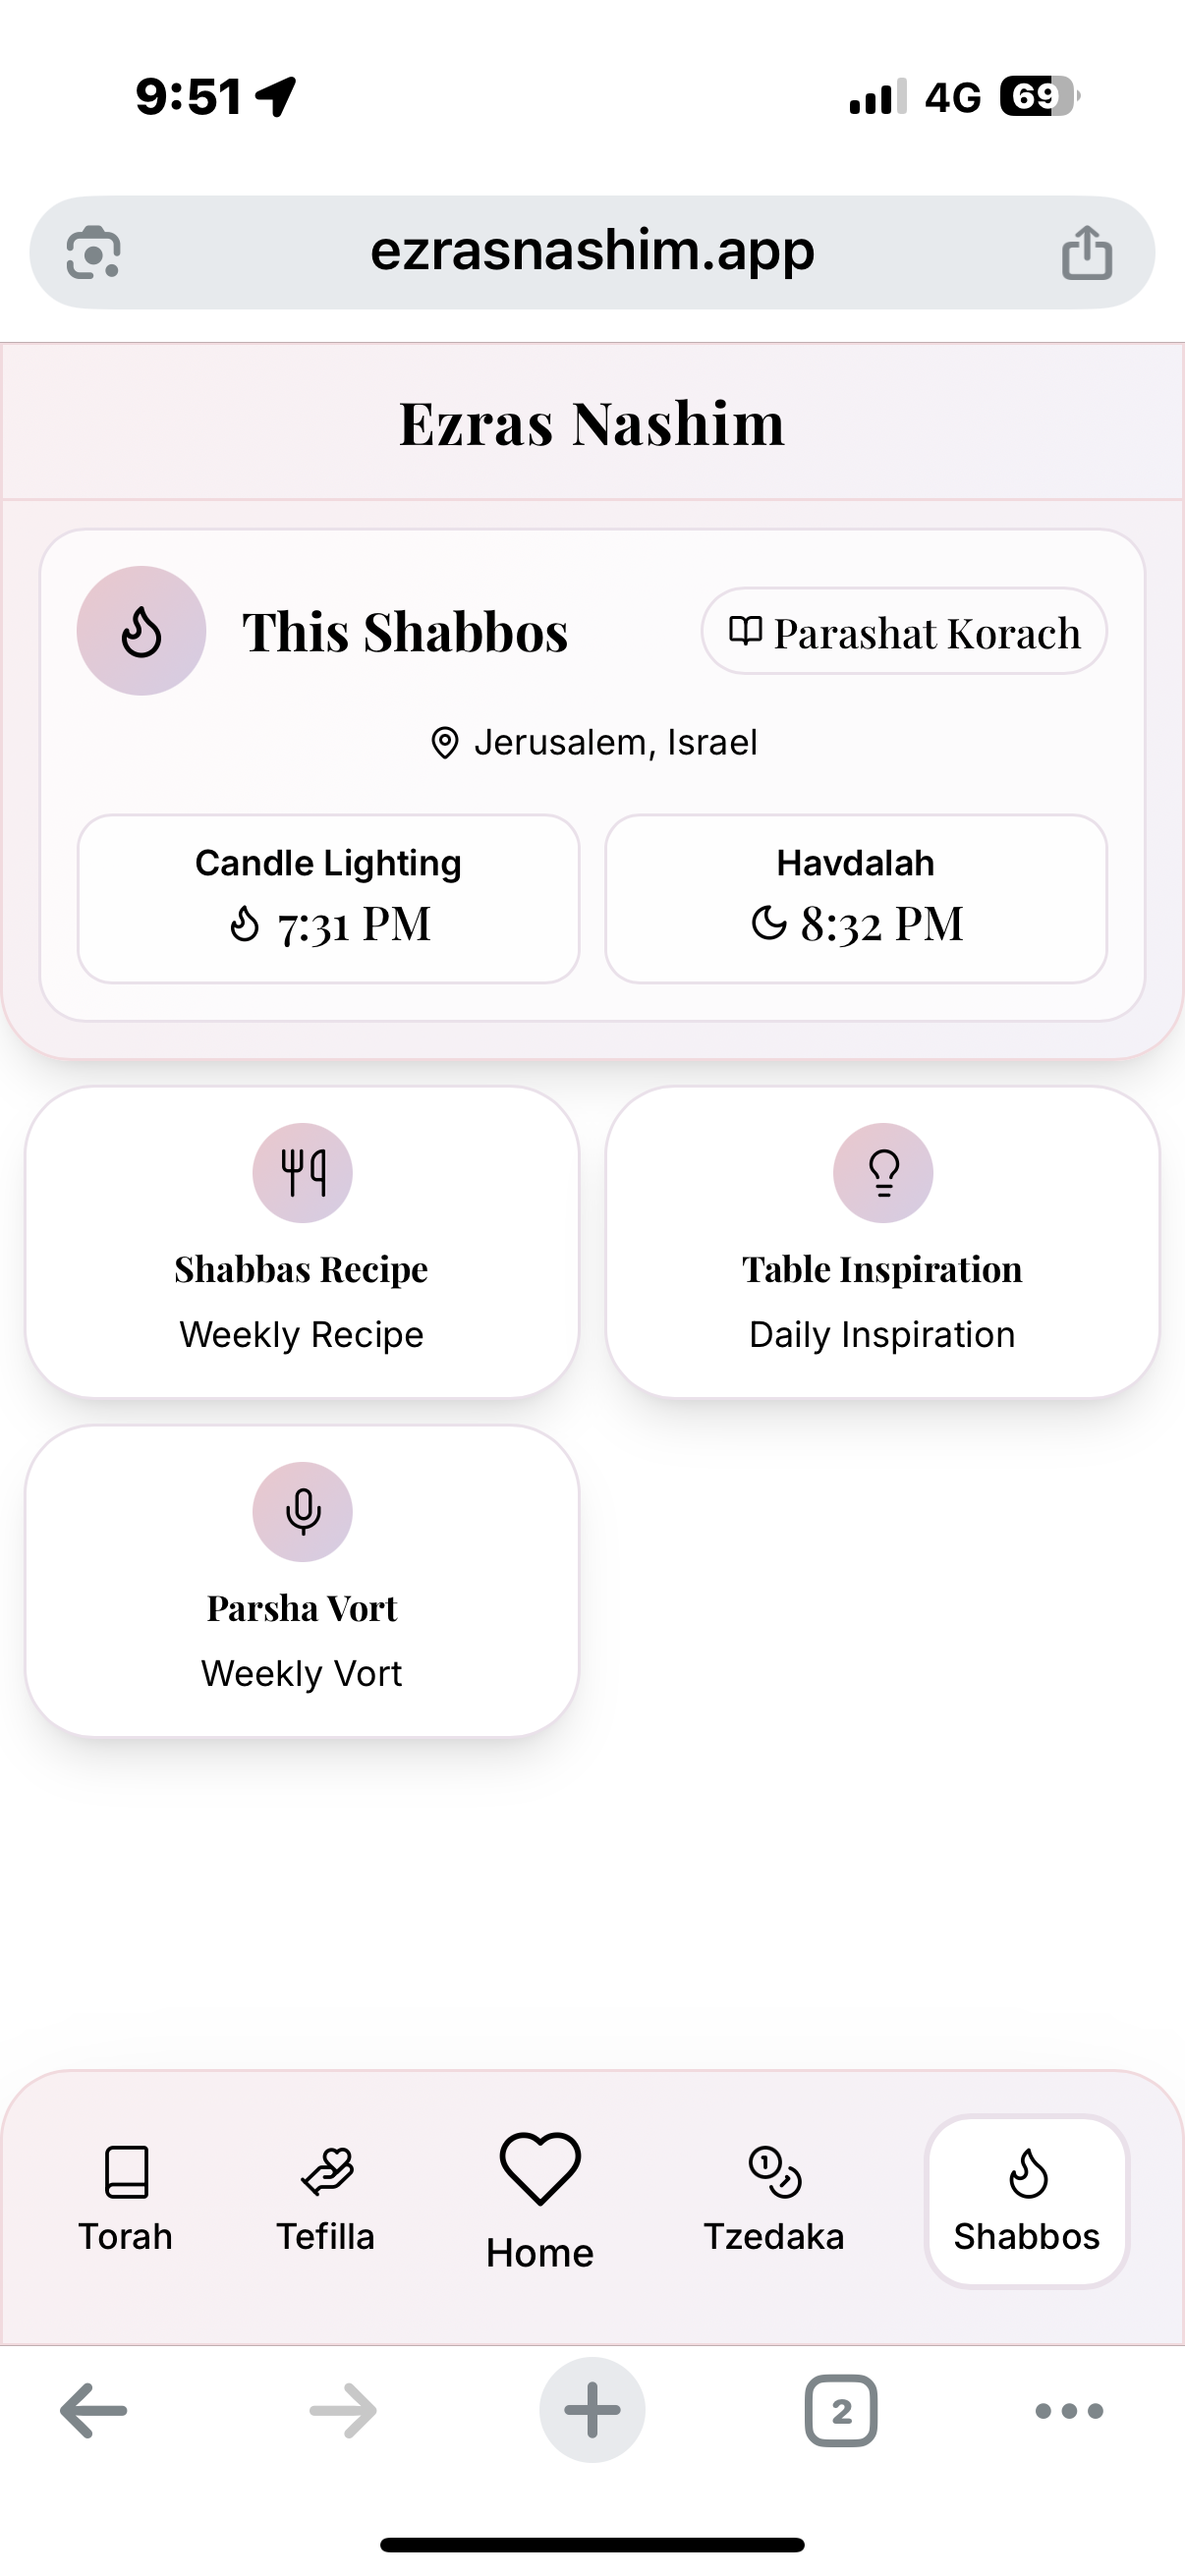 9:51
4G
69
ezrasnashim.app
Ezras Nashim
This Shabbos
Parashat Korach
Jerusalem, Israel
Candle Lighting
7:31 PM
Havdalah
8:32 PM
Shabbas Recipe
Weekly Recipe
Table Inspiration
Daily Inspiration
Parsha Vort
Weekly Vort
Torah
Tefilla
Home
Tzedaka
Shabbos
2